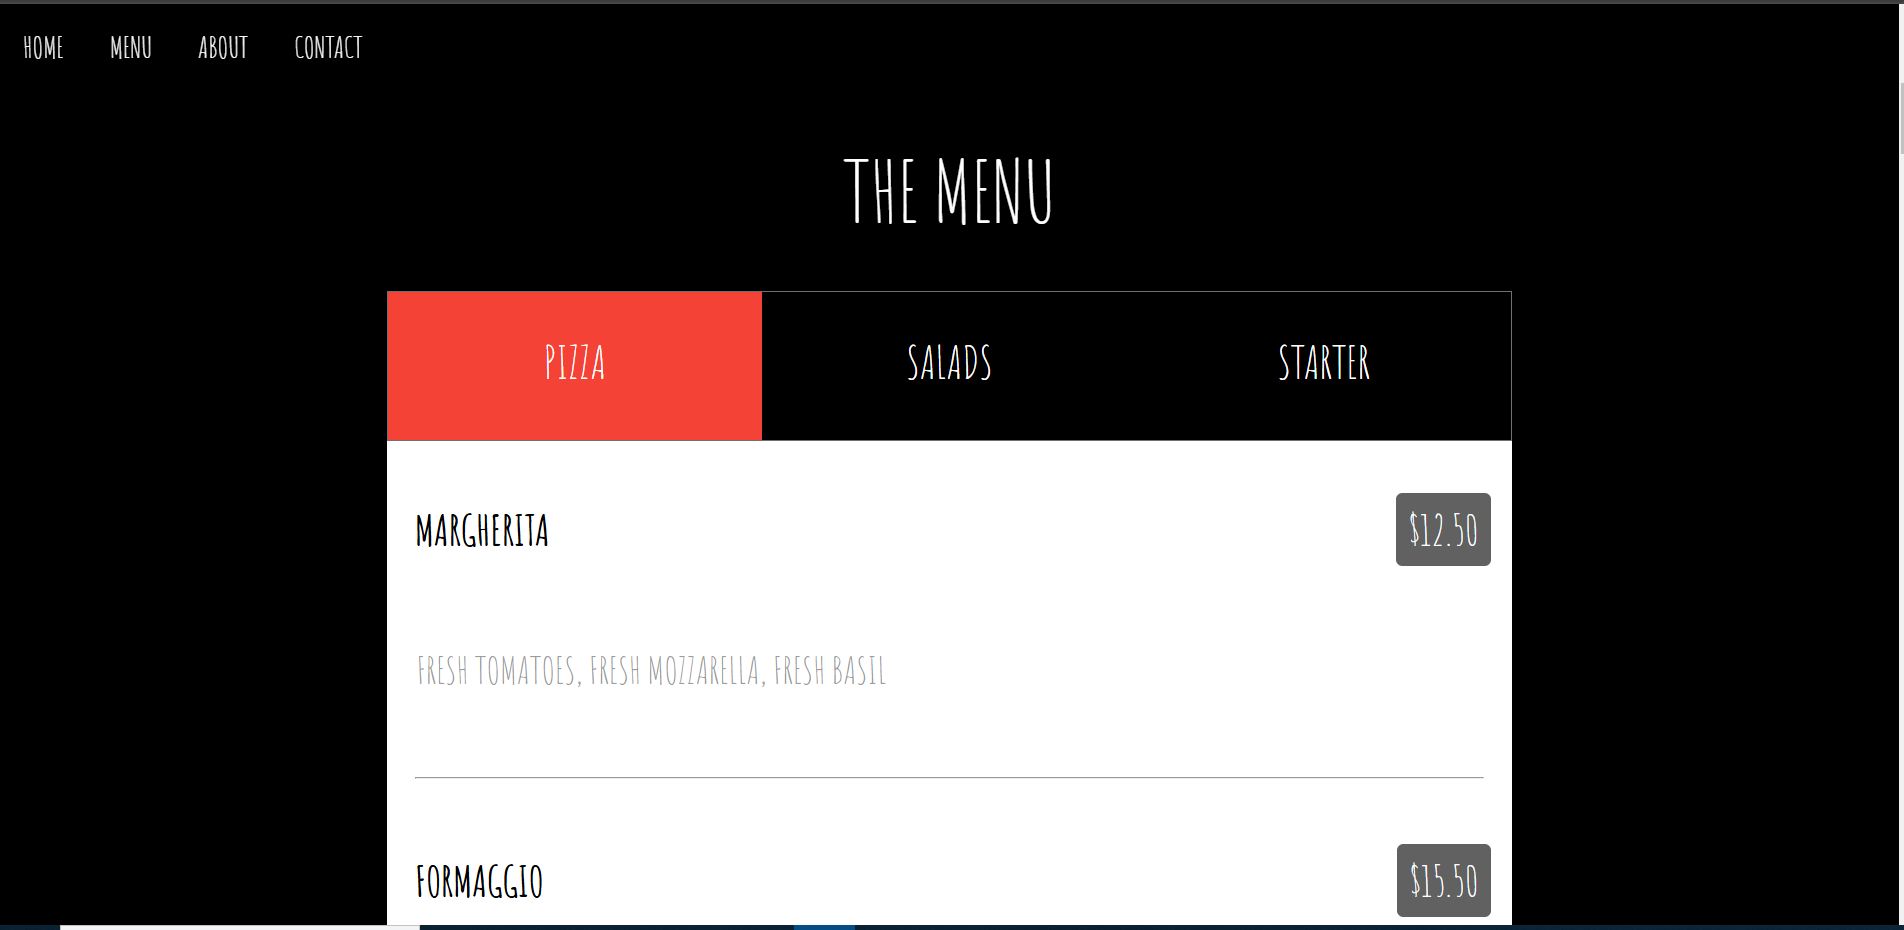 HOME MENU ABOUT CONTACT
THE MENU
PIZZA SALADS STARTER
MARGHERITA $12.50
FRESH TOMATOES, FRESH MOZZARELLA, FRESH BASIL
FORMAGGIO $15.50